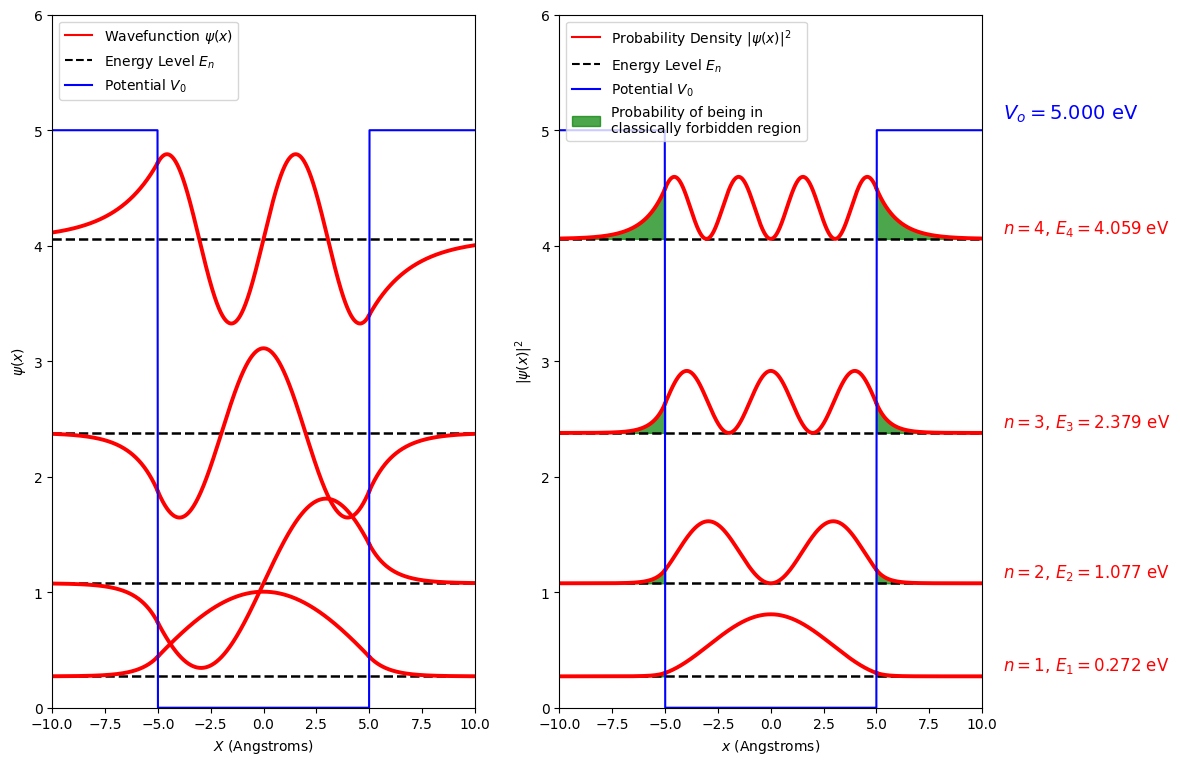 Wavefunction ψ(x)
Energy Level Eₙ
Potential V₀
6
5
4
3
2
1
0
ψ(x)
−10.0 −7.5 −5.0 −2.5 0.0 2.5 5.0 7.5 10.0
X (Angstroms)
Probability Density |ψ(x)|²
Energy Level Eₙ
Potential V₀
Probability of being in
classically forbidden region
6
5
4
3
2
1
0
|ψ(x)|²
−10.0 −7.5 −5.0 −2.5 0.0 2.5 5.0 7.5 10.0
x (Angstroms)
Vₒ = 5.000 eV
n = 4, E₄ = 4.059 eV
n = 3, E₃ = 2.379 eV
n = 2, E₂ = 1.077 eV
n = 1, E₁ = 0.272 eV